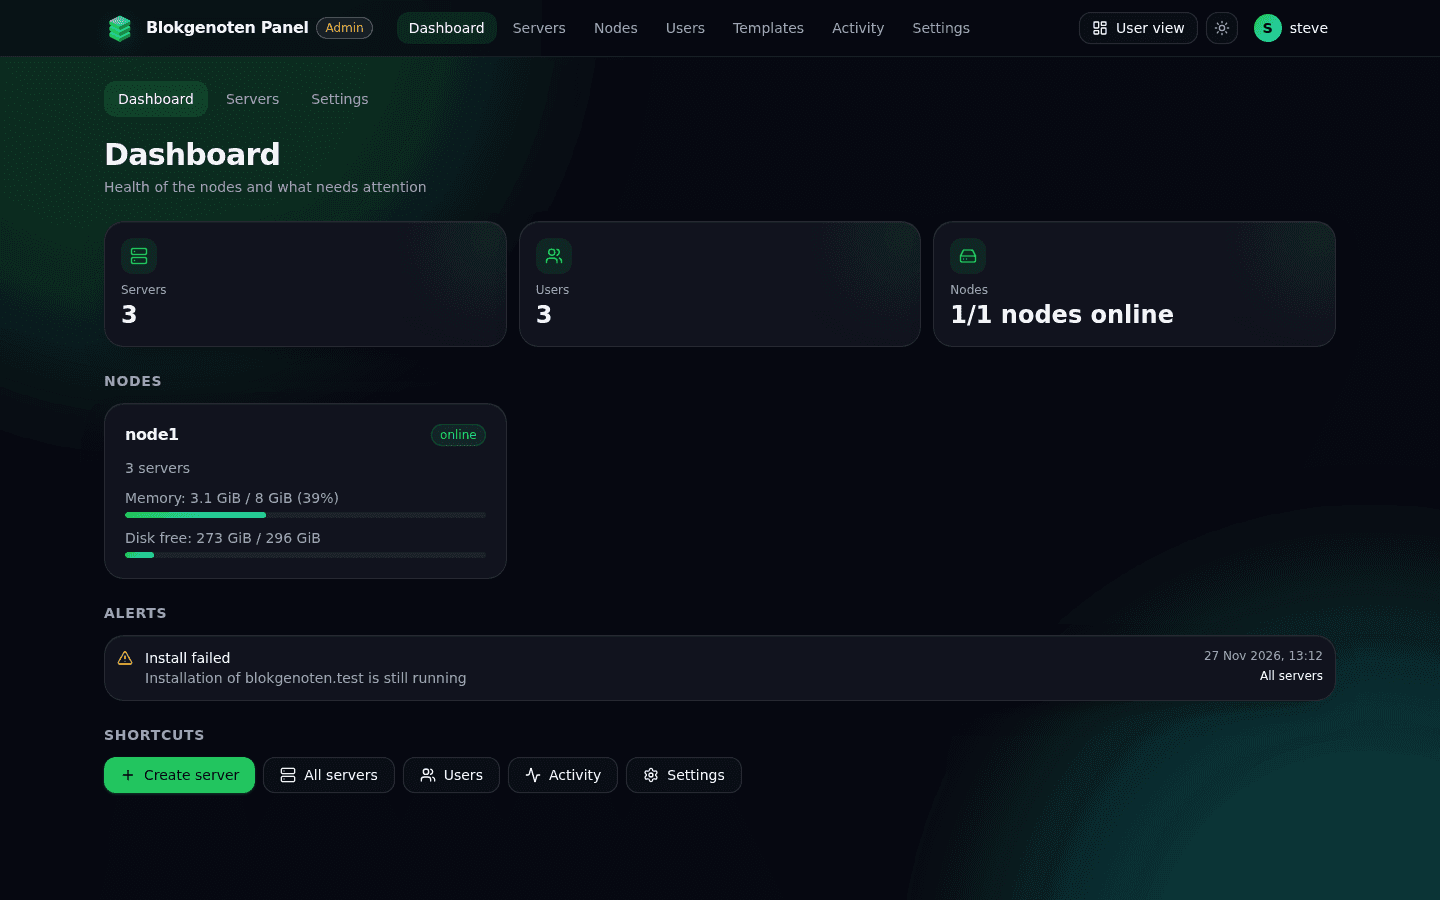 Blokgenoten Panel Admin Dashboard Servers Nodes Users Templates Activity Settings User view S steve
Dashboard Servers Settings
Dashboard
Health of the nodes and what needs attention
Servers
3
Users
3
Nodes
1/1 nodes online
NODES
node1 online
3 servers
Memory: 3.1 GiB / 8 GiB (39%)
Disk free: 273 GiB / 296 GiB
ALERTS
Install failed 27 Nov 2026, 13:12
Installation of blokgenoten.test is still running All servers
SHORTCUTS
Create server All servers Users Activity Settings